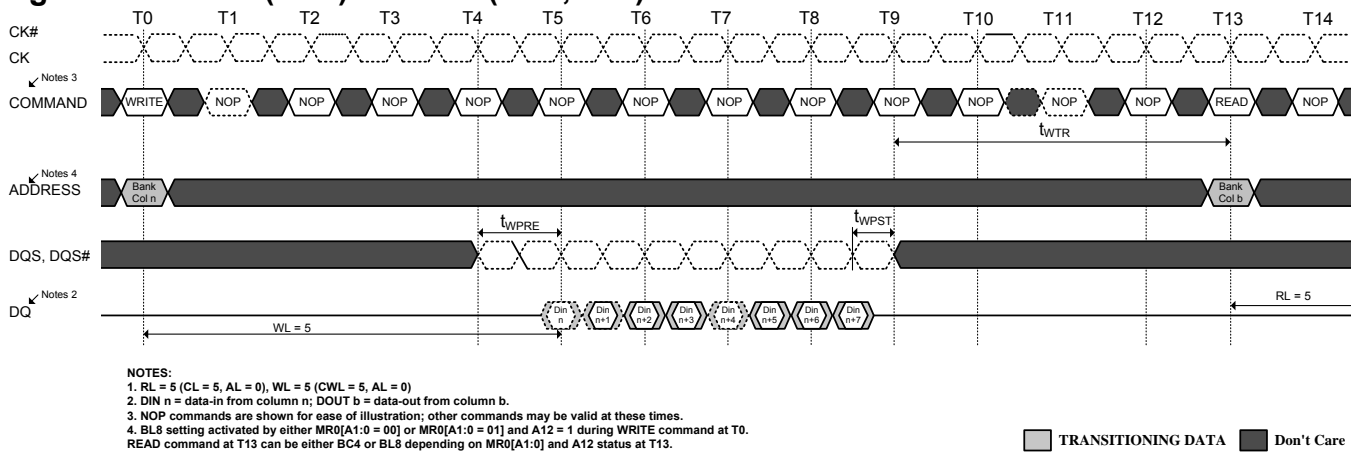 T0 T1 T2 T3 T4 T5 T6 T7 T8 T9 T10 T11 T12 T13 T14
CK#
CK
Notes 3
COMMAND WRITE NOP NOP NOP NOP NOP NOP NOP NOP NOP NOP NOP NOP READ NOP
tWTR
Notes 4
ADDRESS Bank Col n Bank Col b
tWPRE tWPST
DQS, DQS#
Notes 2
DQ Din n Din n+1 Din n+2 Din n+3 Din n+4 Din n+5 Din n+6 Din n+7
WL = 5 RL = 5
NOTES:
1. RL = 5 (CL = 5, AL = 0), WL = 5 (CWL = 5, AL = 0)
2. DIN n = data-in from column n; DOUT b = data-out from column b.
3. NOP commands are shown for ease of illustration; other commands may be valid at these times.
4. BL8 setting activated by either MR0[A1:0 = 00] or MR0[A1:0 = 01] and A12 = 1 during WRITE command at T0.
READ command at T13 can be either BC4 or BL8 depending on MR0[A1:0] and A12 status at T13.
TRANSITIONING DATA Don't Care